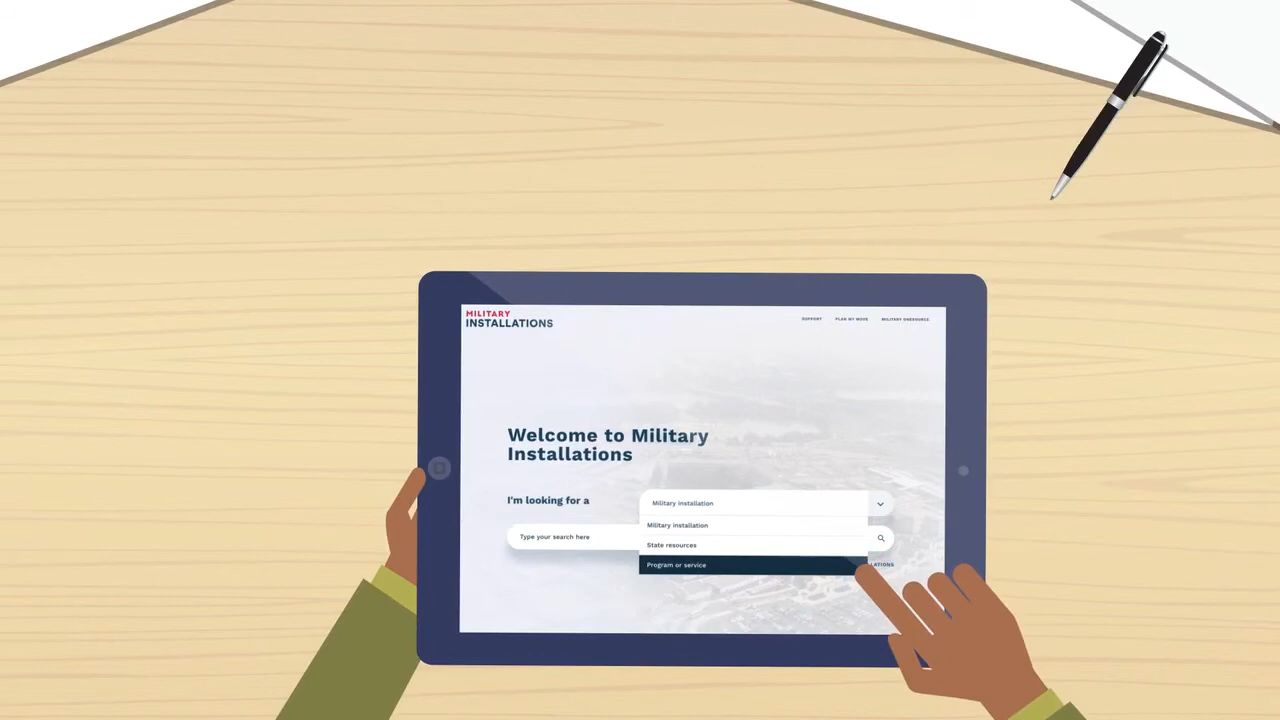 MILITARY
INSTALLATIONS
SUPPORT PLAN MY MOVE MILITARY ONESOURCE
Welcome to Military
Installations
I'm looking for a
Military installation
Military installation
Type your search here
State resources
Program or service
LATIONS